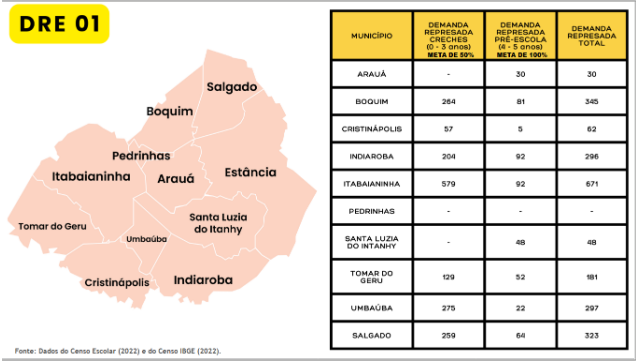 DRE 01
Salgado
Boquim
Pedrinhas
Itabaianinha
Arauá
Estância
Santa Luzia
do Itanhy
Tomar do Geru
Umbaúba
Cristinápolis
Indiaroba
MUNICÍPIO
DEMANDA
REPRESADA
CRECHES
(0 - 3 anos)
META DE 50%
DEMANDA
REPRESADA
PRÉ-ESCOLA
(4 - 5 anos)
META DE 100%
DEMANDA
REPRESADA
TOTAL
ARAUÁ - 30 30
BOQUIM 264 81 345
CRISTINÁPOLIS 57 5 62
INDIAROBA 204 92 296
ITABAIANINHA 579 92 671
PEDRINHAS - - -
SANTA LUZIA
DO INTANHY - 48 48
TOMAR DO
GERU 129 52 181
UMBAÚBA 275 22 297
SALGADO 259 64 323
Fonte: Dados do Censo Escolar (2022) e do Censo IBGE (2022).